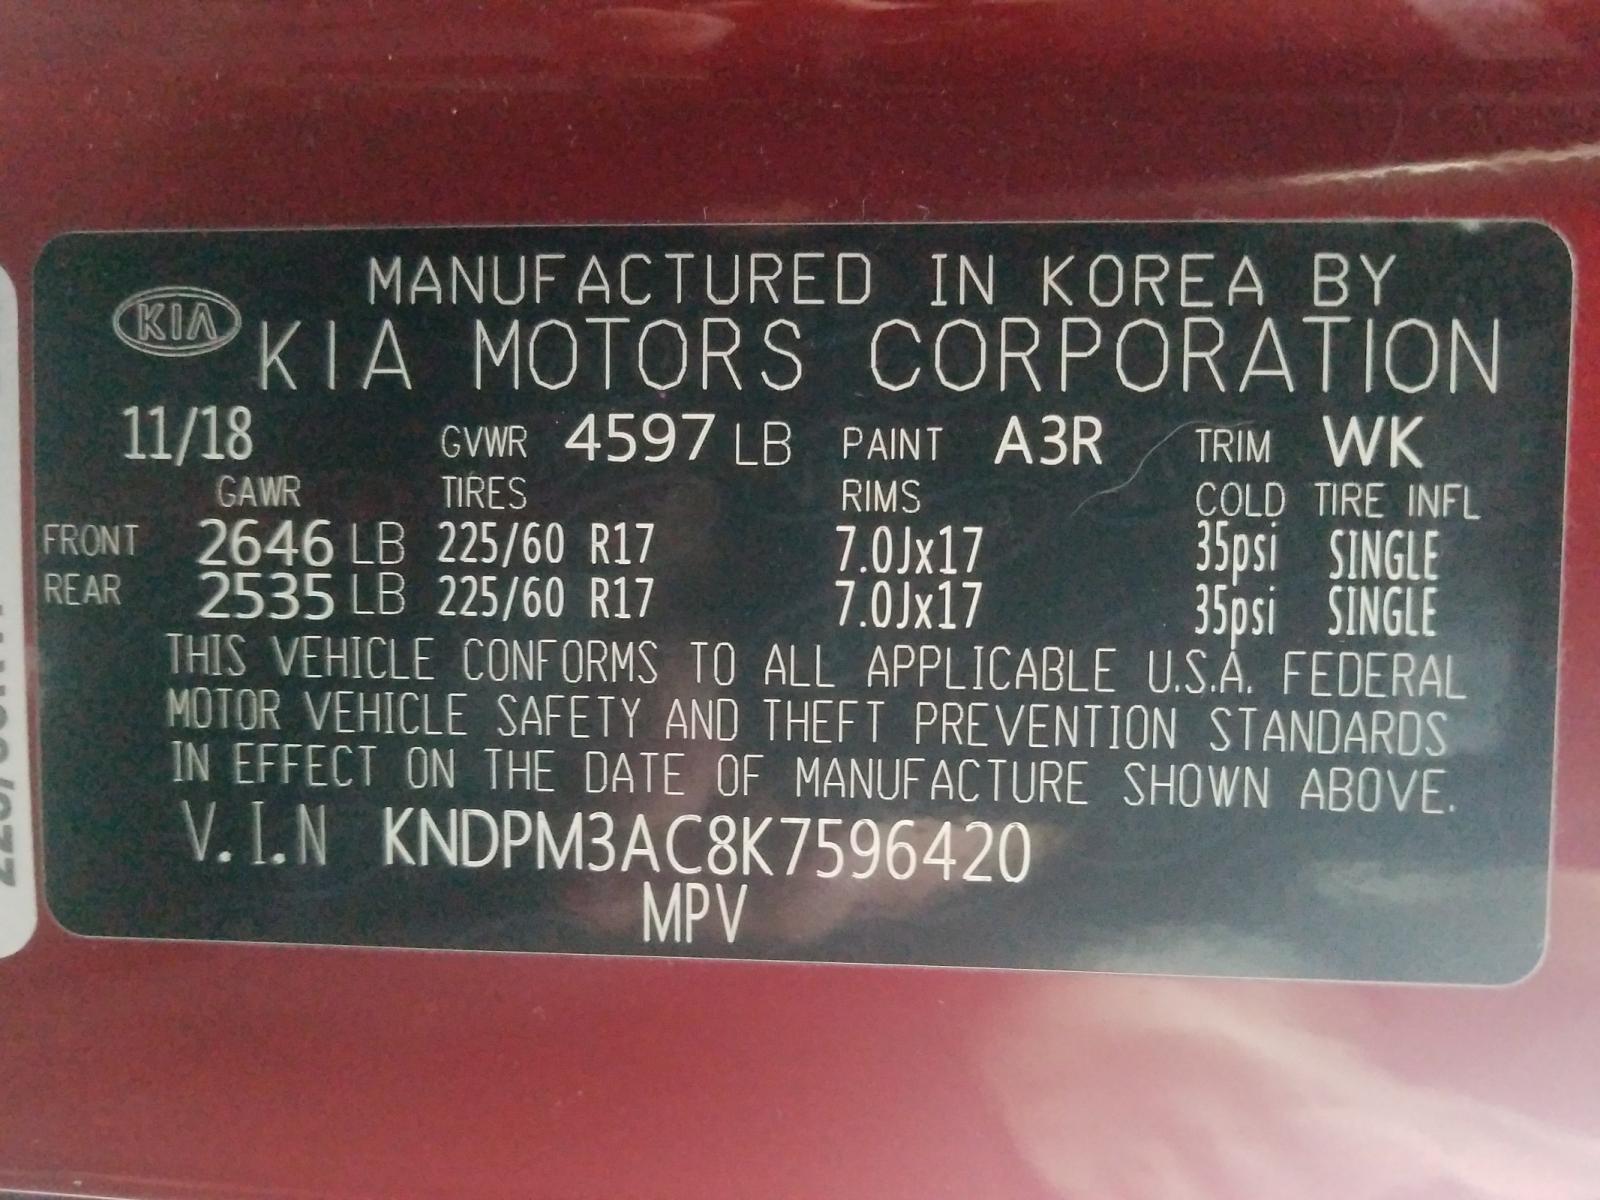 MANUFACTURED IN KOREA BY
KIA
KIA MOTORS CORPORATION
11/18 GVWR 4597 LB PAINT A3R TRIM WK
GAWR TIRES RIMS COLD TIRE INFL
FRONT 2646 LB 225/60 R17 7.0Jx17 35psi SINGLE
REAR 2535 LB 225/60 R17 7.0Jx17 35psi SINGLE
THIS VEHICLE CONFORMS TO ALL APPLICABLE U.S.A. FEDERAL
MOTOR VEHICLE SAFETY AND THEFT PREVENTION STANDARDS
IN EFFECT ON THE DATE OF MANUFACTURE SHOWN ABOVE.
V.I.N KNDPM3AC8K7596420
MPV